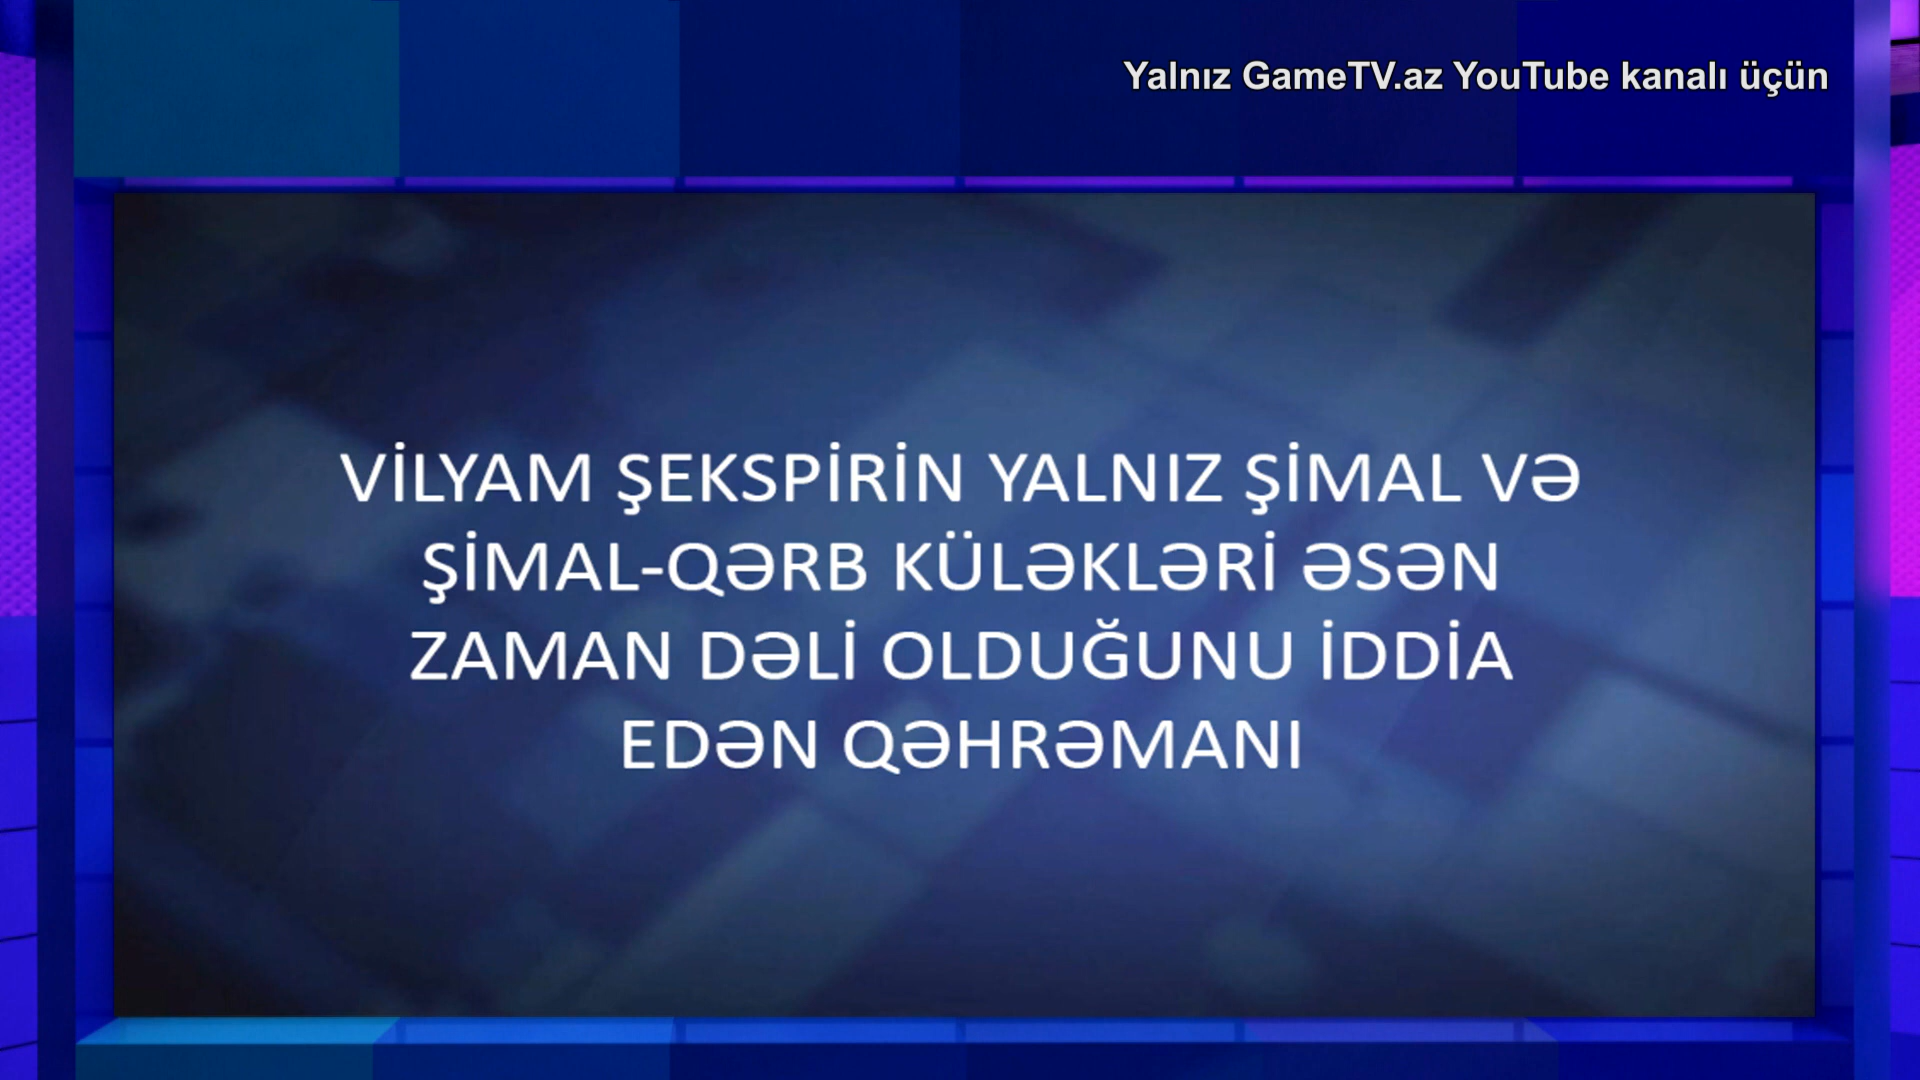 Yalnız GameTV.az YouTube kanalı üçün
VİLYAM ŞEKSPİRİN YALNIZ ŞİMAL VƏ
ŞİMAL-QƏRB KÜLƏKLƏRİ ƏSƏN
ZAMAN DƏLİ OLDUĞUNU İDDİA
EDƏN QƏHRƏMANI